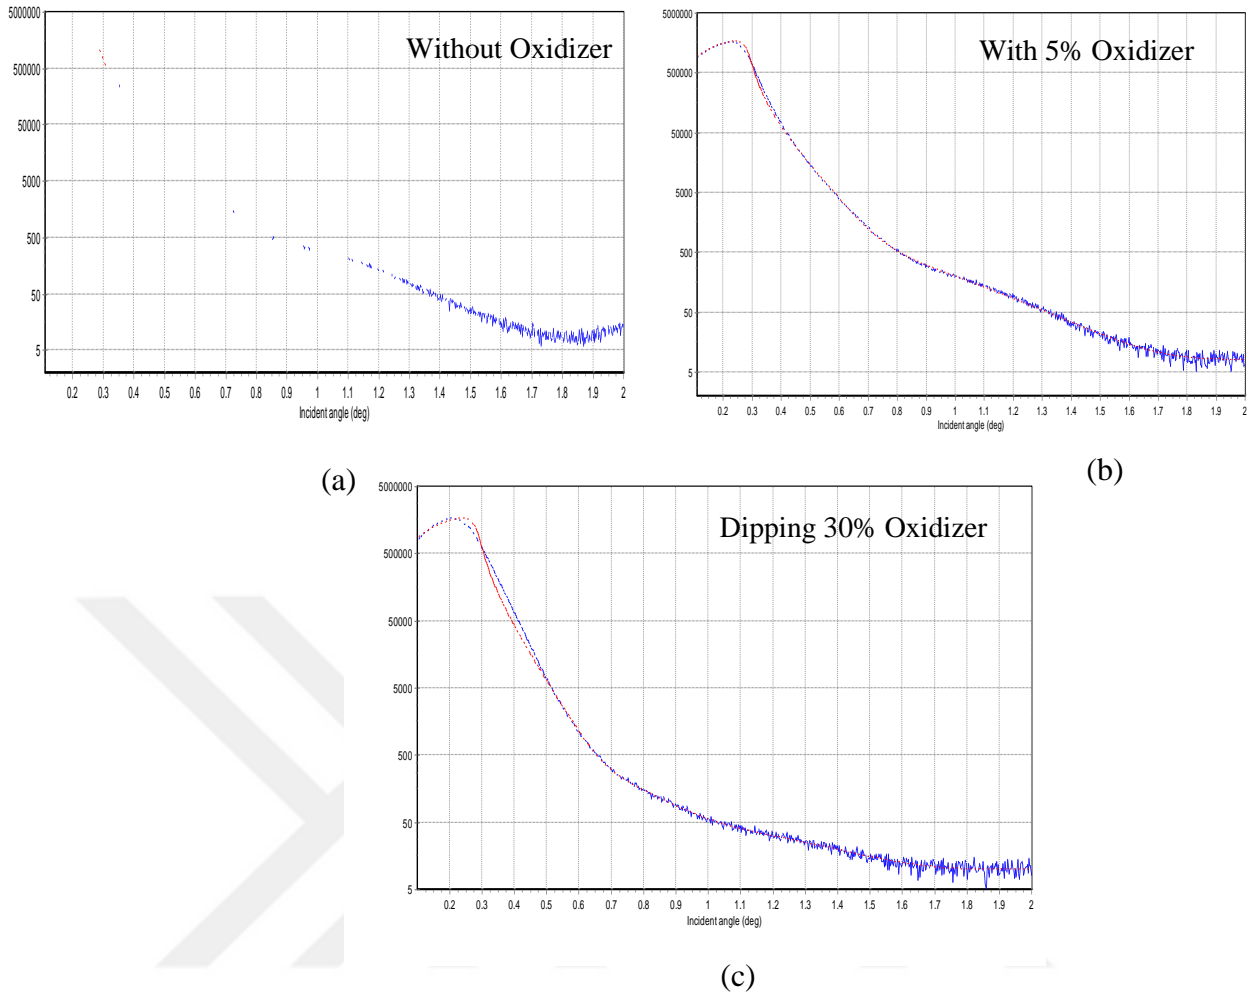 5000000
Without Oxidizer
500000
50000
5000
500
50
5
0.2 0.3 0.4 0.5 0.6 0.7 0.8 0.9 1 1.1 1.2 1.3 1.4 1.5 1.6 1.7 1.8 1.9 2
Incident angle (deg)
(a)
5000000
With 5% Oxidizer
500000
50000
5000
500
50
5
0.2 0.3 0.4 0.5 0.6 0.7 0.8 0.9 1 1.1 1.2 1.3 1.4 1.5 1.6 1.7 1.8 1.9 2
Incident angle (deg)
(b)
5000000
Dipping 30% Oxidizer
500000
50000
5000
500
50
5
0.2 0.3 0.4 0.5 0.6 0.7 0.8 0.9 1 1.1 1.2 1.3 1.4 1.5 1.6 1.7 1.8 1.9 2
Incident angle (deg)
(c)